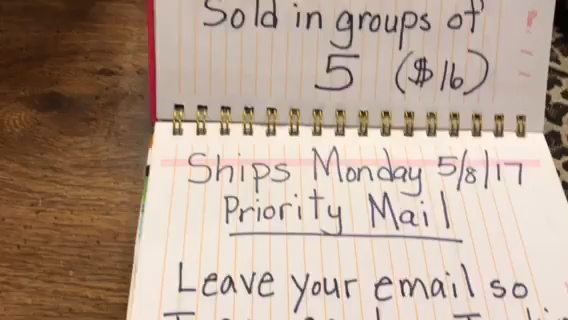 Sold in groups of
5 ($16)
Ships Monday 5/8/17
Priority Mail
Leave your email so